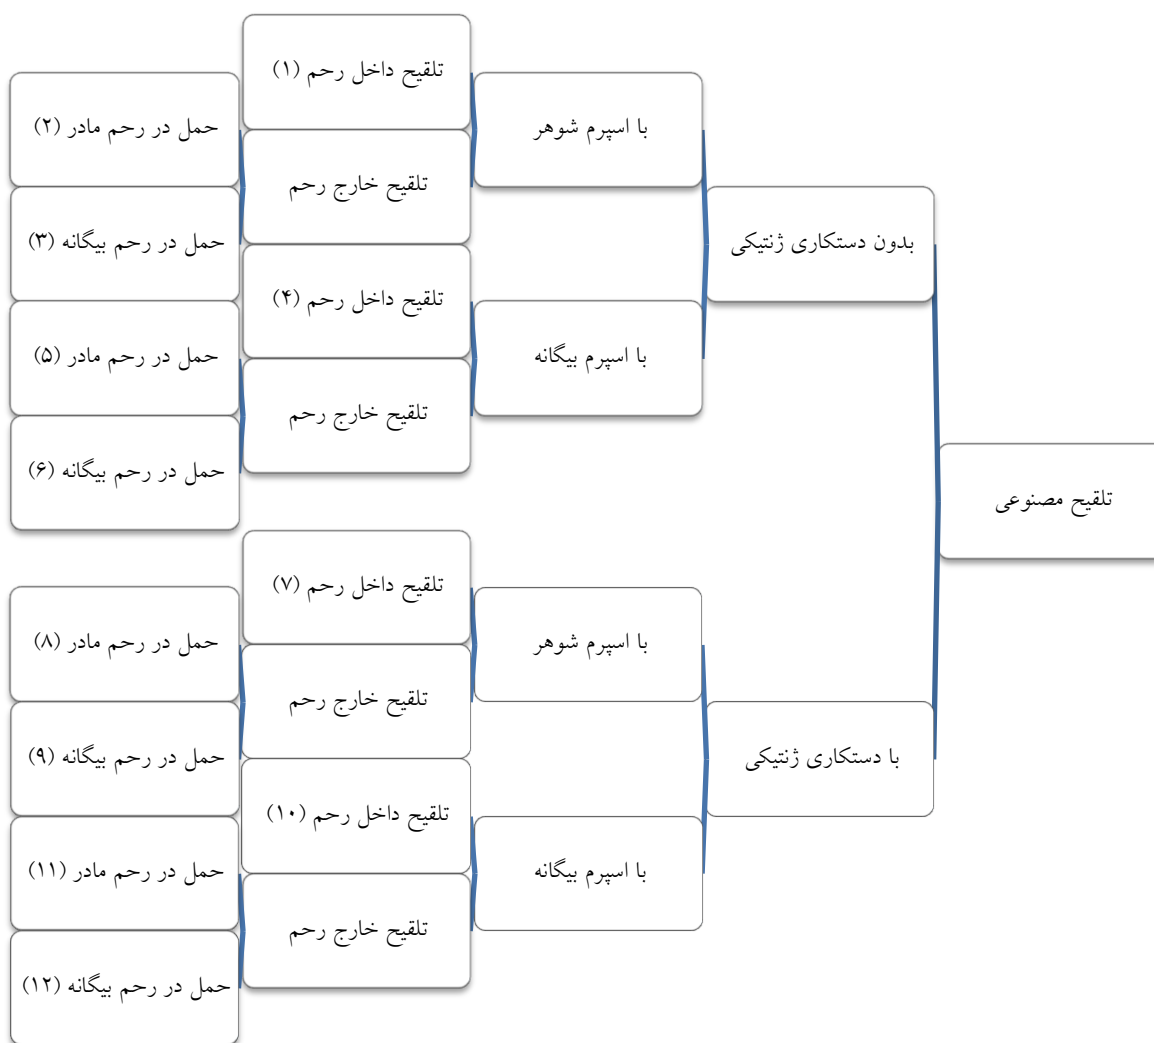 تلقیح مصنوعی
بدون دستکاری ژنتیکی
با اسپرم شوهر
تلقیح داخل رحم (۱)
تلقیح خارج رحم
حمل در رحم مادر (۲)
حمل در رحم بیگانه (۳)
با اسپرم بیگانه
تلقیح داخل رحم (۴)
تلقیح خارج رحم
حمل در رحم مادر (۵)
حمل در رحم بیگانه (۶)
با دستکاری ژنتیکی
با اسپرم شوهر
تلقیح داخل رحم (۷)
تلقیح خارج رحم
حمل در رحم مادر (۸)
حمل در رحم بیگانه (۹)
با اسپرم بیگانه
تلقیح داخل رحم (۱۰)
تلقیح خارج رحم
حمل در رحم مادر (۱۱)
حمل در رحم بیگانه (۱۲)